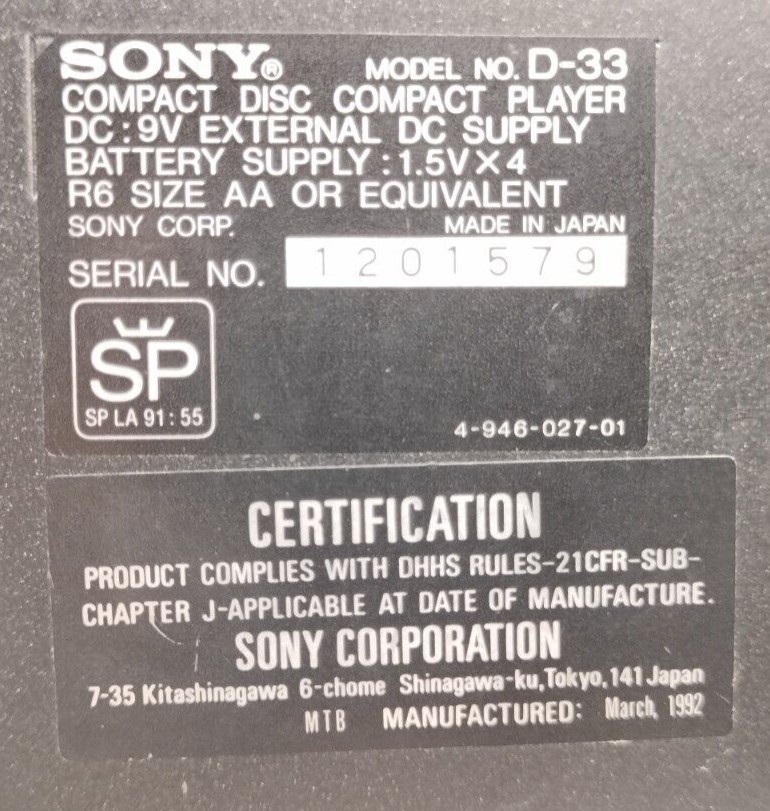 SONY® MODEL NO. D-33
COMPACT DISC COMPACT PLAYER
DC : 9V EXTERNAL DC SUPPLY
BATTERY SUPPLY : 1.5V×4
R6 SIZE AA OR EQUIVALENT
SONY CORP. MADE IN JAPAN
SERIAL NO. 1201579
SP
SP LA 91 : 55
4-946-027-01
CERTIFICATION
PRODUCT COMPLIES WITH DHHS RULES-21CFR-SUB-
CHAPTER J-APPLICABLE AT DATE OF MANUFACTURE.
SONY CORPORATION
7-35 Kitashinagawa 6-chome Shinagawa-ku,Tokyo,141 Japan
MTB MANUFACTURED: March, 1992